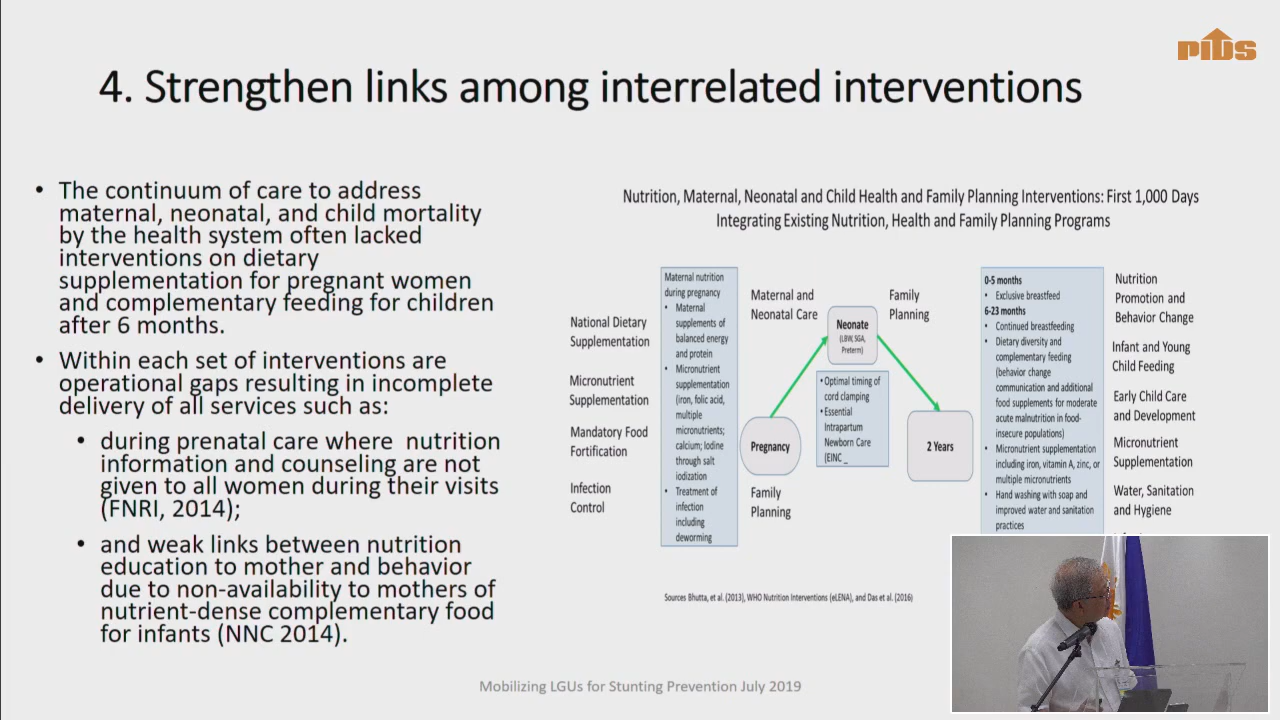 PIDS
4. Strengthen links among interrelated interventions
• The continuum of care to address
maternal, neonatal, and child mortality
by the health system often lacked
interventions on dietary
supplementation for pregnant women
and complementary feeding for children
after 6 months.
• Within each set of interventions are
operational gaps resulting in incomplete
delivery of all services such as:
• during prenatal care where nutrition
information and counseling are not
given to all women during their visits
(FNRI, 2014);
• and weak links between nutrition
education to mother and behavior
due to non-availability to mothers of
nutrient-dense complementary food
for infants (NNC 2014).
Nutrition, Maternal, Neonatal and Child Health and Family Planning Interventions: First 1,000 Days
Integrating Existing Nutrition, Health and Family Planning Programs
National Dietary
Supplementation
Micronutrient
Supplementation
Mandatory Food
Fortification
Infection
Control
Maternal nutrition
during pregnancy
• Maternal
supplements of
balanced energy
and protein
• Micronutrient
supplementation
(iron, folic acid,
multiple
micronutrients;
calcium; Iodine
through salt
iodization
• Treatment of
infection
including
deworming
Maternal and
Neonatal Care
Pregnancy
Family
Planning
Neonate
(LBW, SGA,
Preterm)
• Optimal timing of
cord clamping
• Essential
Intrapartum
Newborn Care
(EINC _
Family
Planning
2 Years
0-5 months
• Exclusive breastfeed
6-23 months
• Continued breastfeeding
• Dietary diversity and
complementary feeding
(behavior change
communication and additional
food supplements for moderate
acute malnutrition in food-
insecure populations)
• Micronutrient supplementation
including iron, vitamin A, zinc, or
multiple micronutrients
• Hand washing with soap and
improved water and sanitation
practices
Nutrition
Promotion and
Behavior Change
Infant and Young
Child Feeding
Early Child Care
and Development
Micronutrient
Supplementation
Water, Sanitation
and Hygiene
Sources Bhutta, et al. (2013), WHO Nutrition Interventions (eLENA), and Das et al. (2016)
Mobilizing LGUs for Stunting Prevention July 2019